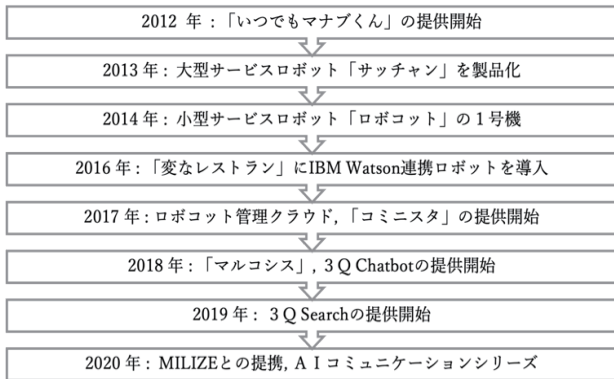 2012 年 :「いつでもマナブくん」の提供開始
2013 年 : 大型サービスロボット「サッチャン」を製品化
2014 年 : 小型サービスロボット「ロボコット」の１号機
2016 年 :「変なレストラン」にIBM Watson連携ロボットを導入
2017 年 : ロボコット管理クラウド,「コミニスタ」の提供開始
2018 年 :「マルコシス」, ３Ｑ Chatbotの提供開始
2019 年 : ３Ｑ Searchの提供開始
2020 年 : MILIZEとの提携, ＡＩコミュニケーションシリーズ